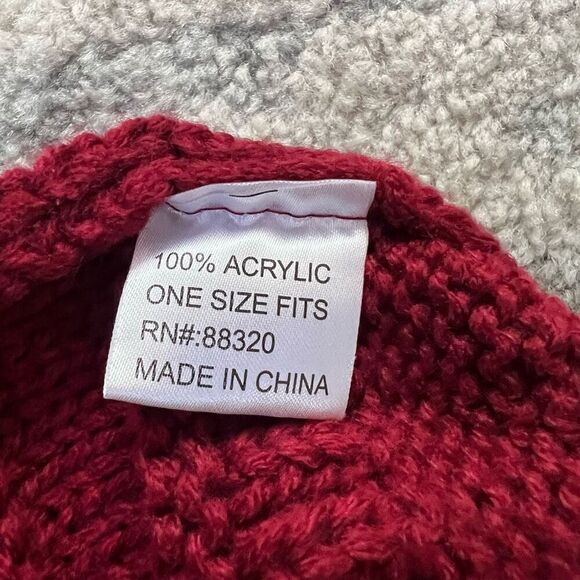 100% ACRYLIC
ONE SIZE FITS
RN#:88320
MADE IN CHINA